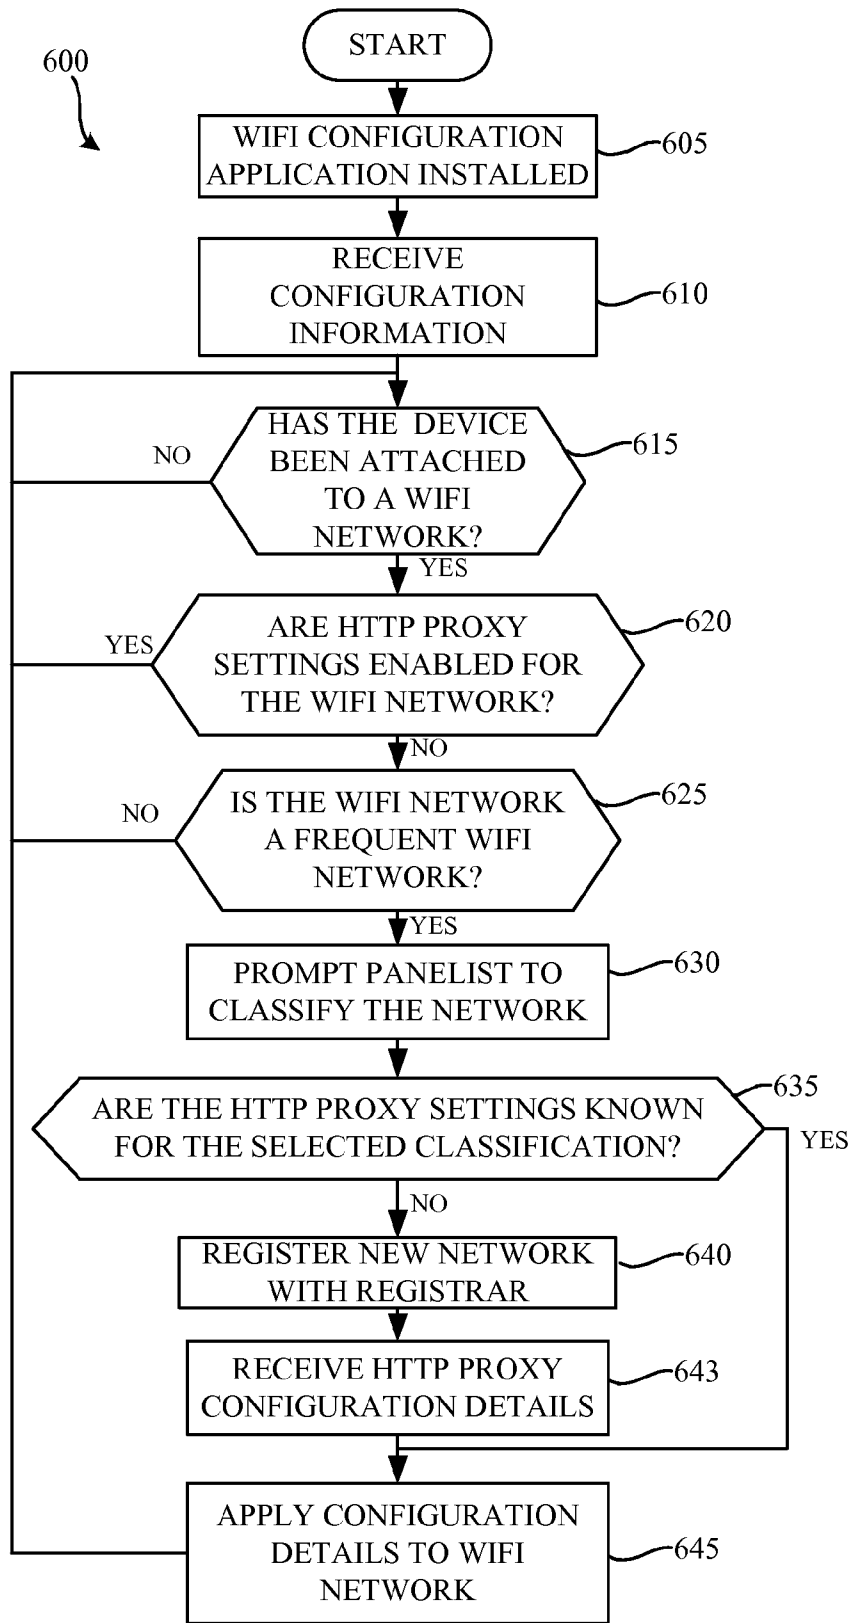 START
600
WIFI CONFIGURATION
APPLICATION INSTALLED
605
RECEIVE
CONFIGURATION
INFORMATION
610
HAS THE DEVICE
BEEN ATTACHED
TO A WIFI
NETWORK?
615
NO
YES
ARE HTTP PROXY
SETTINGS ENABLED FOR
THE WIFI NETWORK?
620
YES
NO
IS THE WIFI NETWORK
A FREQUENT WIFI
NETWORK?
625
NO
YES
PROMPT PANELIST TO
CLASSIFY THE NETWORK
630
ARE THE HTTP PROXY SETTINGS KNOWN
FOR THE SELECTED CLASSIFICATION?
635
YES
NO
REGISTER NEW NETWORK
WITH REGISTRAR
640
RECEIVE HTTP PROXY
CONFIGURATION DETAILS
643
APPLY CONFIGURATION
DETAILS TO WIFI
NETWORK
645